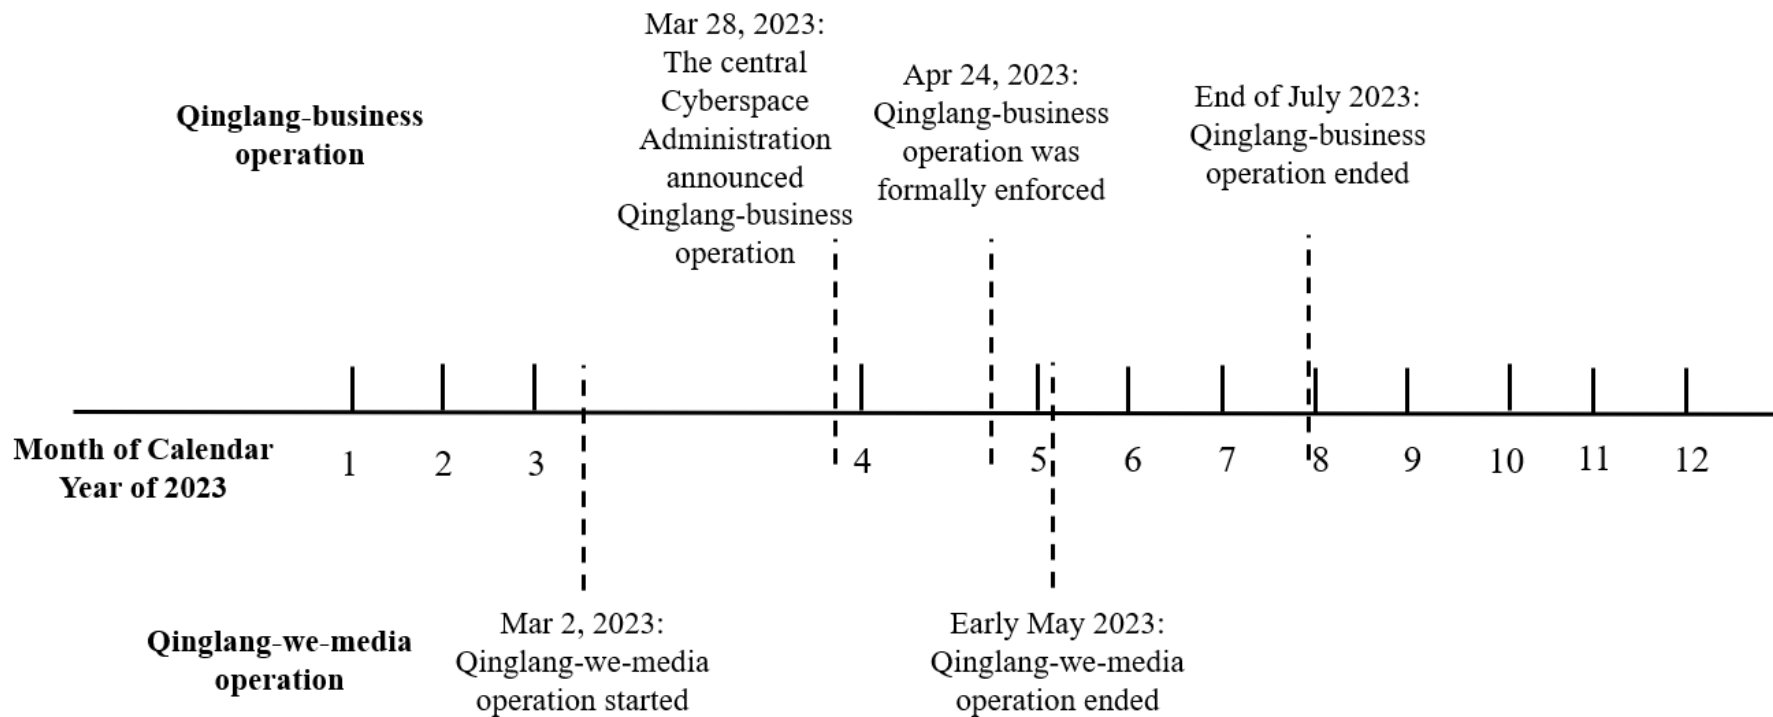 Qinglang-business
operation
Mar 28, 2023:
The central
Cyberspace
Administration
announced
Qinglang-business
operation
Apr 24, 2023:
Qinglang-business
operation was
formally enforced
End of July 2023:
Qinglang-business
operation ended
Month of Calendar
Year of 2023
1 2 3 4 5 6 7 8 9 10 11 12
Qinglang-we-media
operation
Mar 2, 2023:
Qinglang-we-media
operation started
Early May 2023:
Qinglang-we-media
operation ended